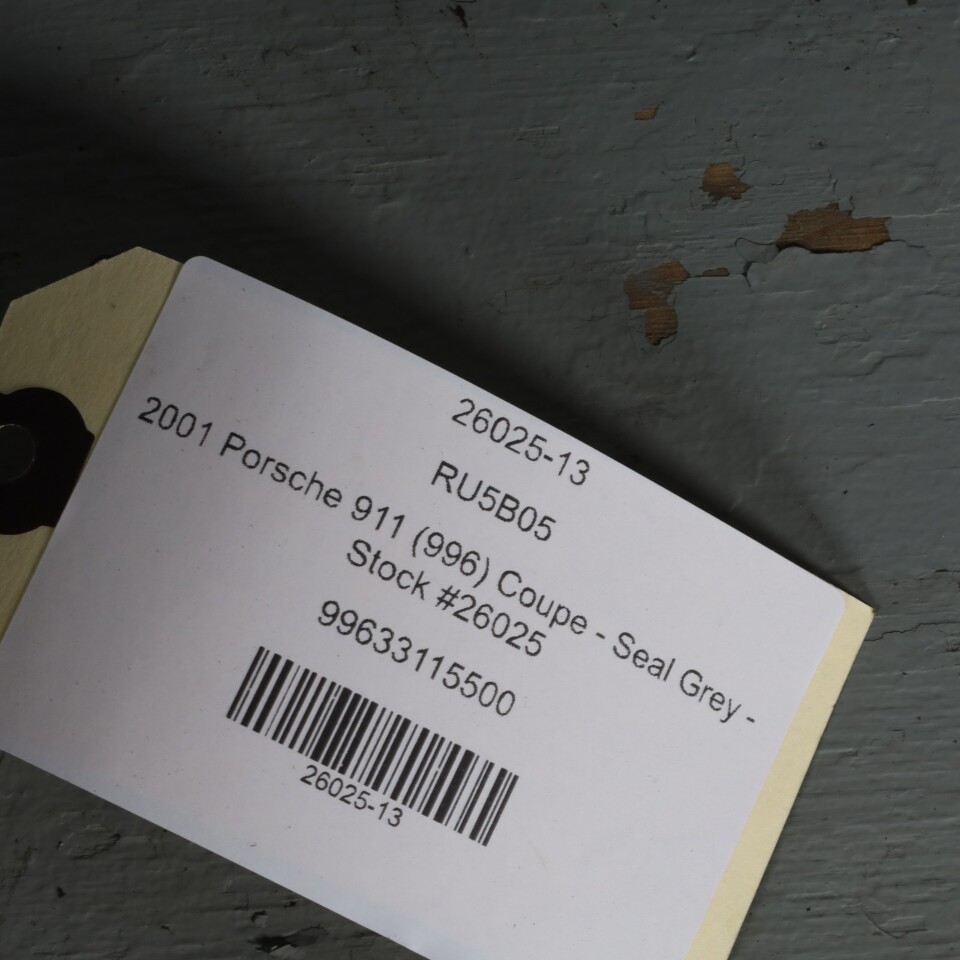 26025-13
RU5B05
2001 Porsche 911 (996) Coupe - Seal Grey -
Stock #26025
99633115500
26025-13